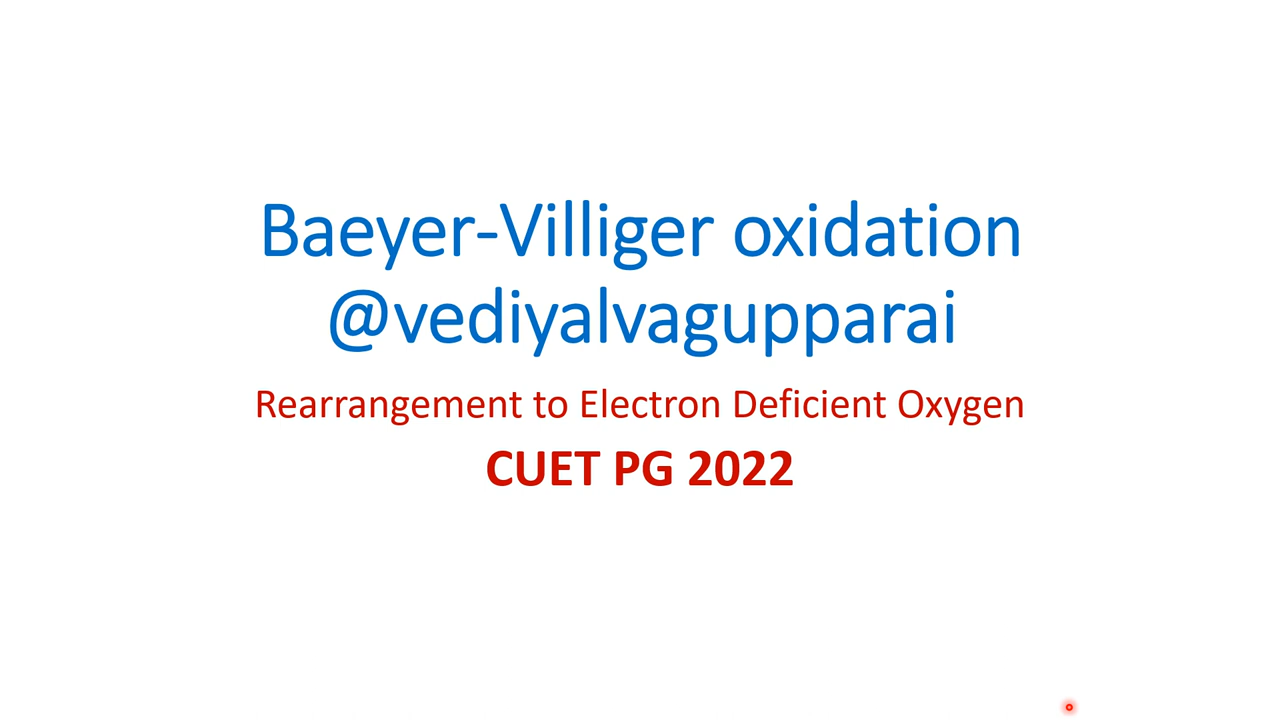 Baeyer-Villiger oxidation
@vediyalvagupparai
Rearrangement to Electron Deficient Oxygen
CUET PG 2022